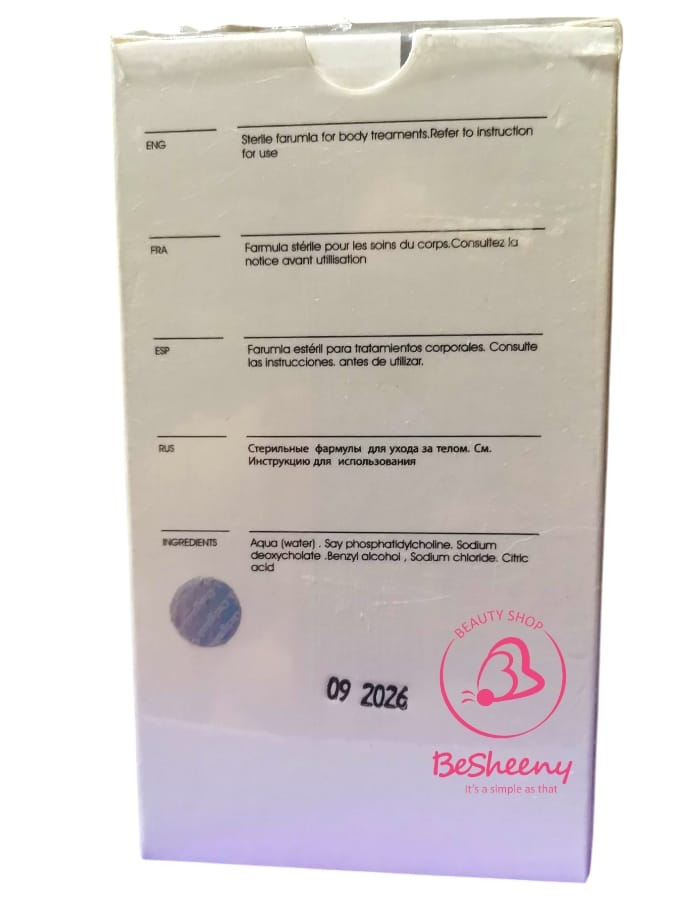 ENG
Sterile farumla for body treaments.Refer to instruction
for use
FRA
Farmula stérile pour les soins du corps.Consultez la
notice avant utillisation
ESP
Farumla estéril para tratamientos corporales. Consulte
las instrucciones. antes de utilizar.
RUS
Стерильные формулы для ухода за телом. См.
Инструкцию для использования
INGREDIENTS
Aqua (water) . Say phosphatidylcholine. Sodium
deoxycholate .Benzyl alcohol , Sodium chloride. Citric
acid
09 2026
BEAUTY SHOP
BeSheeny
It's a simple as that